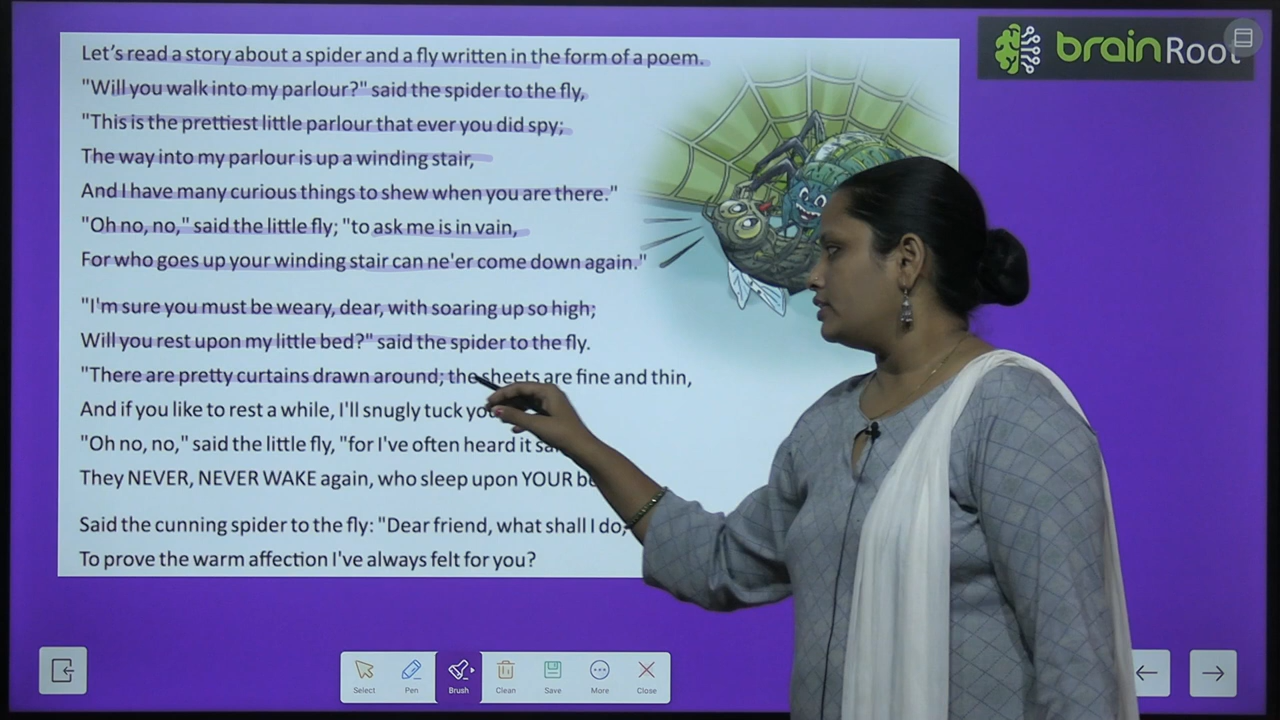 Let's read a story about a spider and a fly written in the form of a poem.
"Will you walk into my parlour?" said the spider to the fly,
"This is the prettiest little parlour that ever you did spy;
The way into my parlour is up a winding stair,
And I have many curious things to shew when you are there."
"Oh no, no," said the little fly; "to ask me is in vain,
For who goes up your winding stair can ne'er come down again."
"I'm sure you must be weary, dear, with soaring up so high;
Will you rest upon my little bed?" said the spider to the fly.
"There are pretty curtains drawn around; the sheets are fine and thin,
And if you like to rest a while, I'll snugly tuck
"Oh no, no," said the little fly, "for I've often heard it
They NEVER, NEVER WAKE again, who sleep upon YOUR
Said the cunning spider to the fly: "Dear friend, what shall I do,
To prove the warm affection I've always felt for you?
brainRoot
Select
Pen
Brush
Clean
Save
More
Close